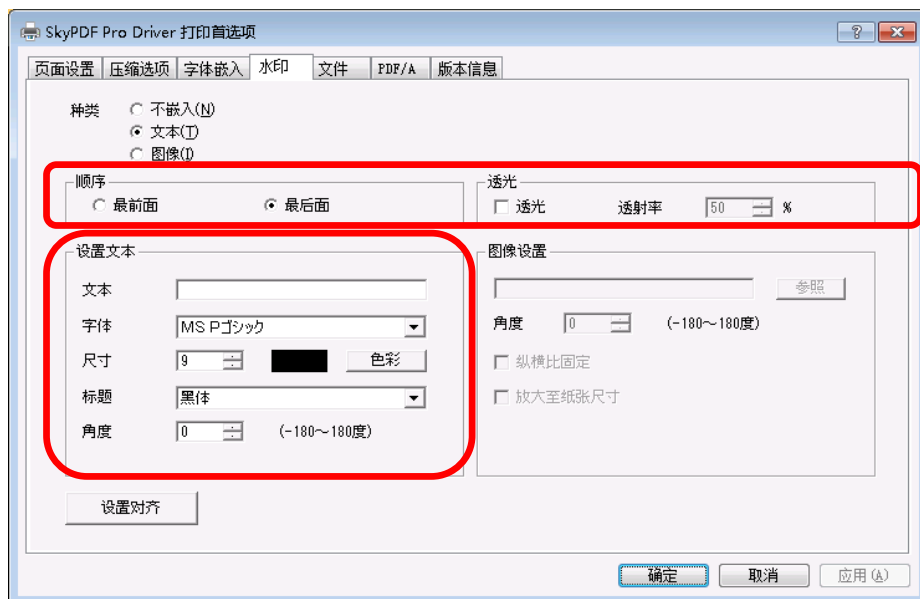 SkyPDF Pro Driver 打印首选项
页面设置 压缩选项 字体嵌入 水印 文件 PDF/A 版本信息
种类 不嵌入(N)
文本(T)
图像(I)
顺序 透光
最前面 最后面 透光 透射率 50 %
设置文本 图像设置
文本 参照
字体 MS Pゴシック 角度 0 (-180～180度)
尺寸 9 色彩 纵横比固定
标题 黑体 放大至纸张尺寸
角度 0 (-180～180度)
设置对齐
确定 取消 应用(A)